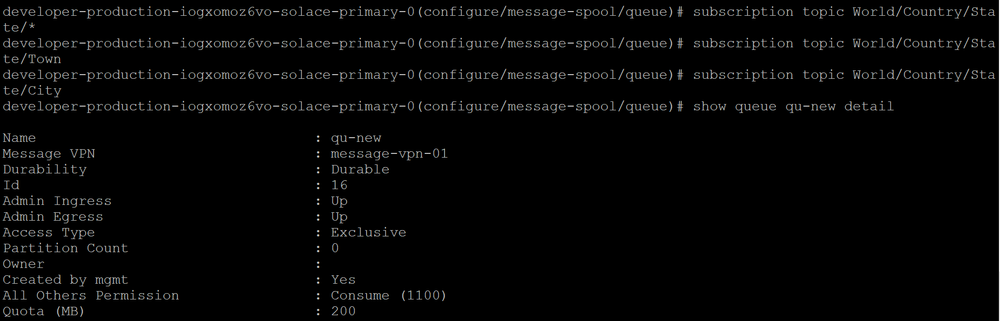 developer-production-iogxomoz6vo-solace-primary-0(configure/message-spool/queue)# subscription topic World/Country/Sta
te/*
developer-production-iogxomoz6vo-solace-primary-0(configure/message-spool/queue)# subscription topic World/Country/Sta
te/Town
developer-production-iogxomoz6vo-solace-primary-0(configure/message-spool/queue)# subscription topic World/Country/Sta
te/City
developer-production-iogxomoz6vo-solace-primary-0(configure/message-spool/queue)# show queue qu-new detail
Name : qu-new
Message VPN : message-vpn-01
Durability : Durable
Id : 16
Admin Ingress : Up
Admin Egress : Up
Access Type : Exclusive
Partition Count : 0
Owner :
Created by mgmt : Yes
All Others Permission : Consume (1100)
Quota (MB) : 200